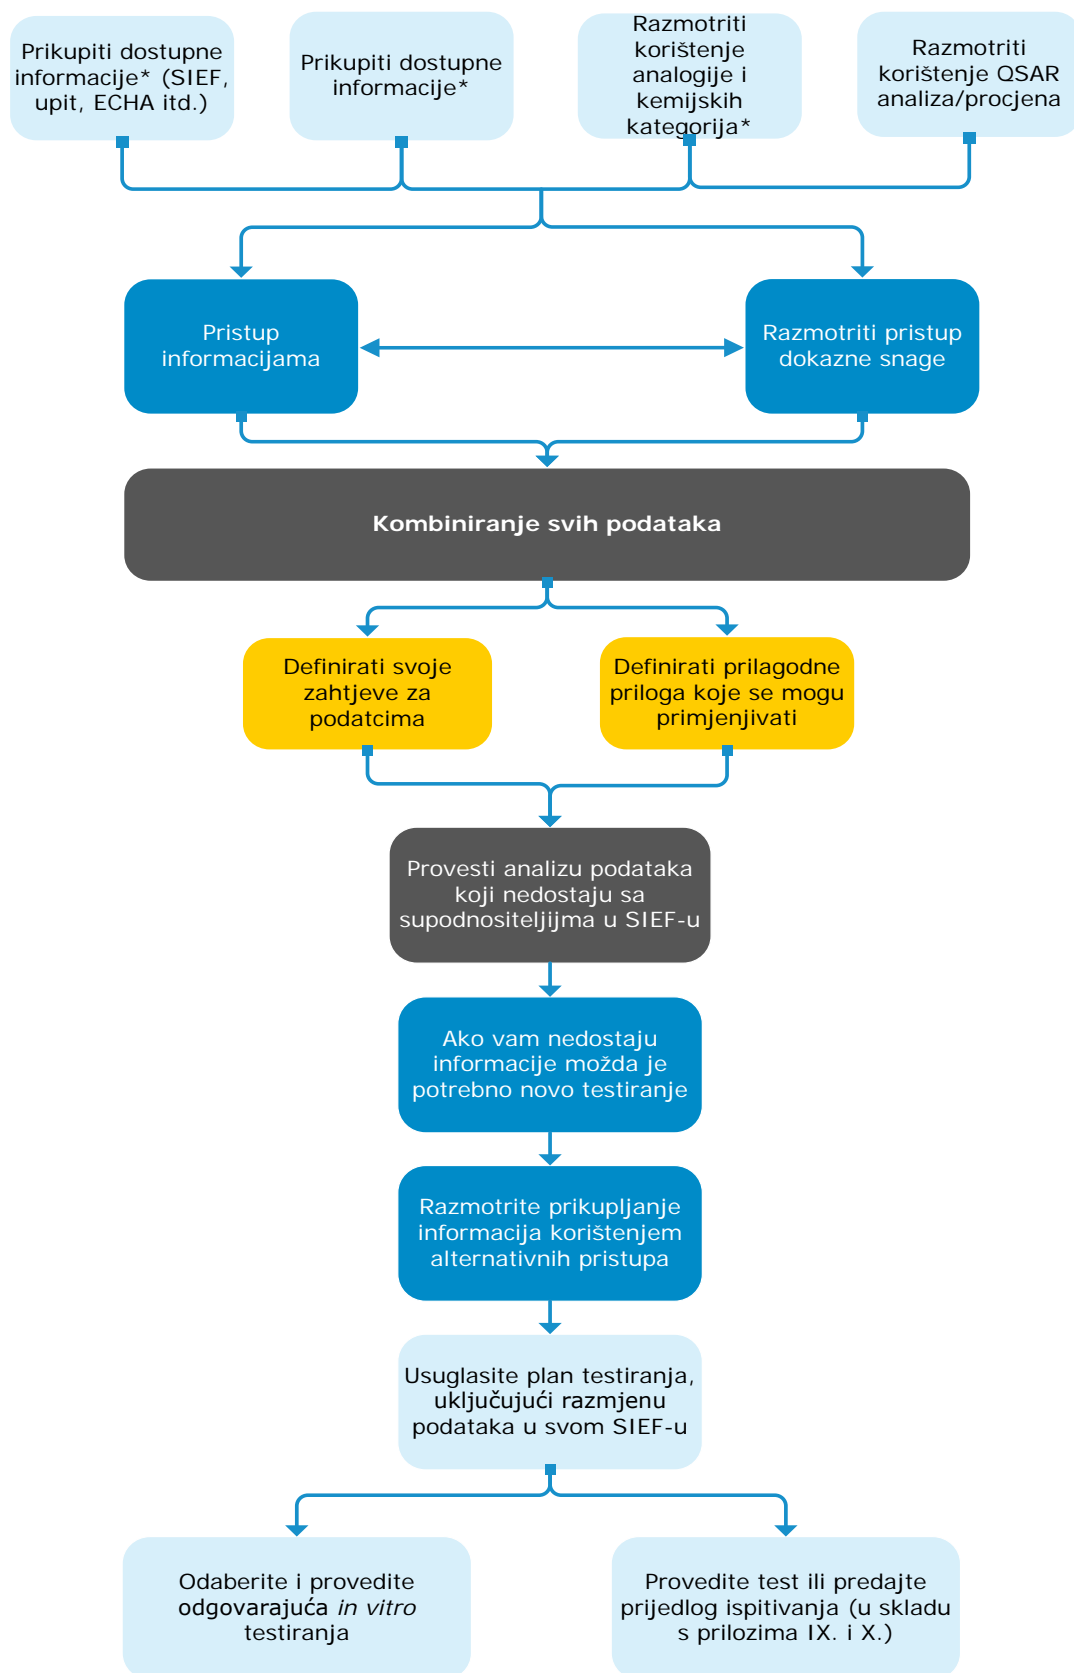 Prikupiti dostupne
informacije* (SIEF,
upit, ECHA itd.)
Prikupiti dostupne
informacije*
Razmotriti
korištenje
analogije i
kemijskih
kategorija*
Razmotriti
korištenje QSAR
analiza/procjena
Pristup
informacijama
Razmotriti pristup
dokazne snage
Kombiniranje svih podataka
Definirati svoje
zahtjeve za
podatcima
Definirati prilagodne
priloga koje se mogu
primjenjivati
Provesti analizu podataka
koji nedostaju sa
supodnositeljijma u SIEF-u
Ako vam nedostaju
informacije možda je
potrebno novo testiranje
Razmotrite prikupljanje
informacija korištenjem
alternativnih pristupa
Usuglasite plan testiranja,
uključujući razmjenu
podataka u svom SIEF-u
Odaberite i provedite
odgovarajuća in vitro
testiranja
Provedite test ili predajte
prijedlog ispitivanja (u skladu
s prilozima IX. i X.)